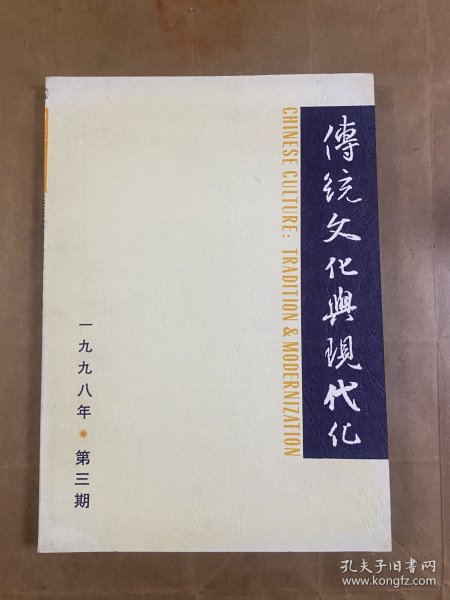 傳統文化與現代化
CHINESE CULTURE: TRADITION & MODERNIZATION
一九九八年•第三期
孔夫子旧书网
www.kongfz.com